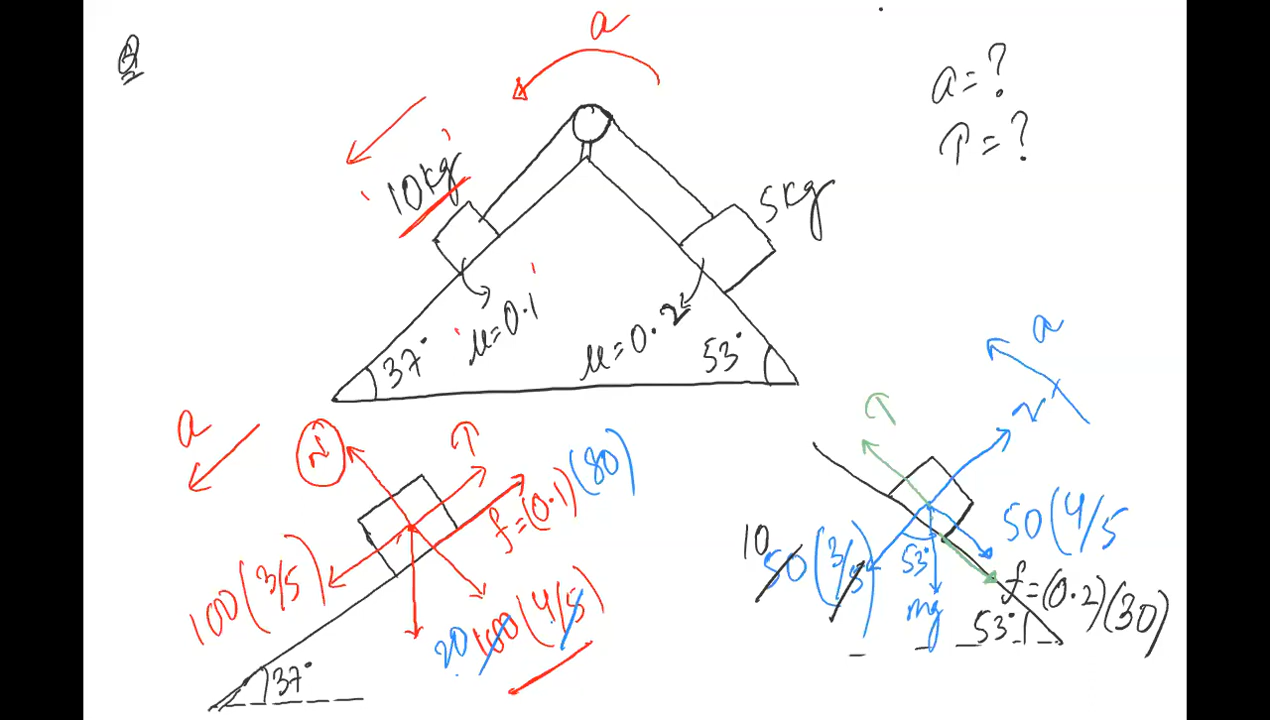 Q
a
a = ?
T = ?
10kg
5kg
μ = 0.1
μ = 0.2
37°
53°
a
N
T
f = (0.1)(80)
100(3/5)
20 100(4/5)
37°
a
T
N
50(4/5
10 50(3/5)
53°
mg
f = (0.2)(30)
53°